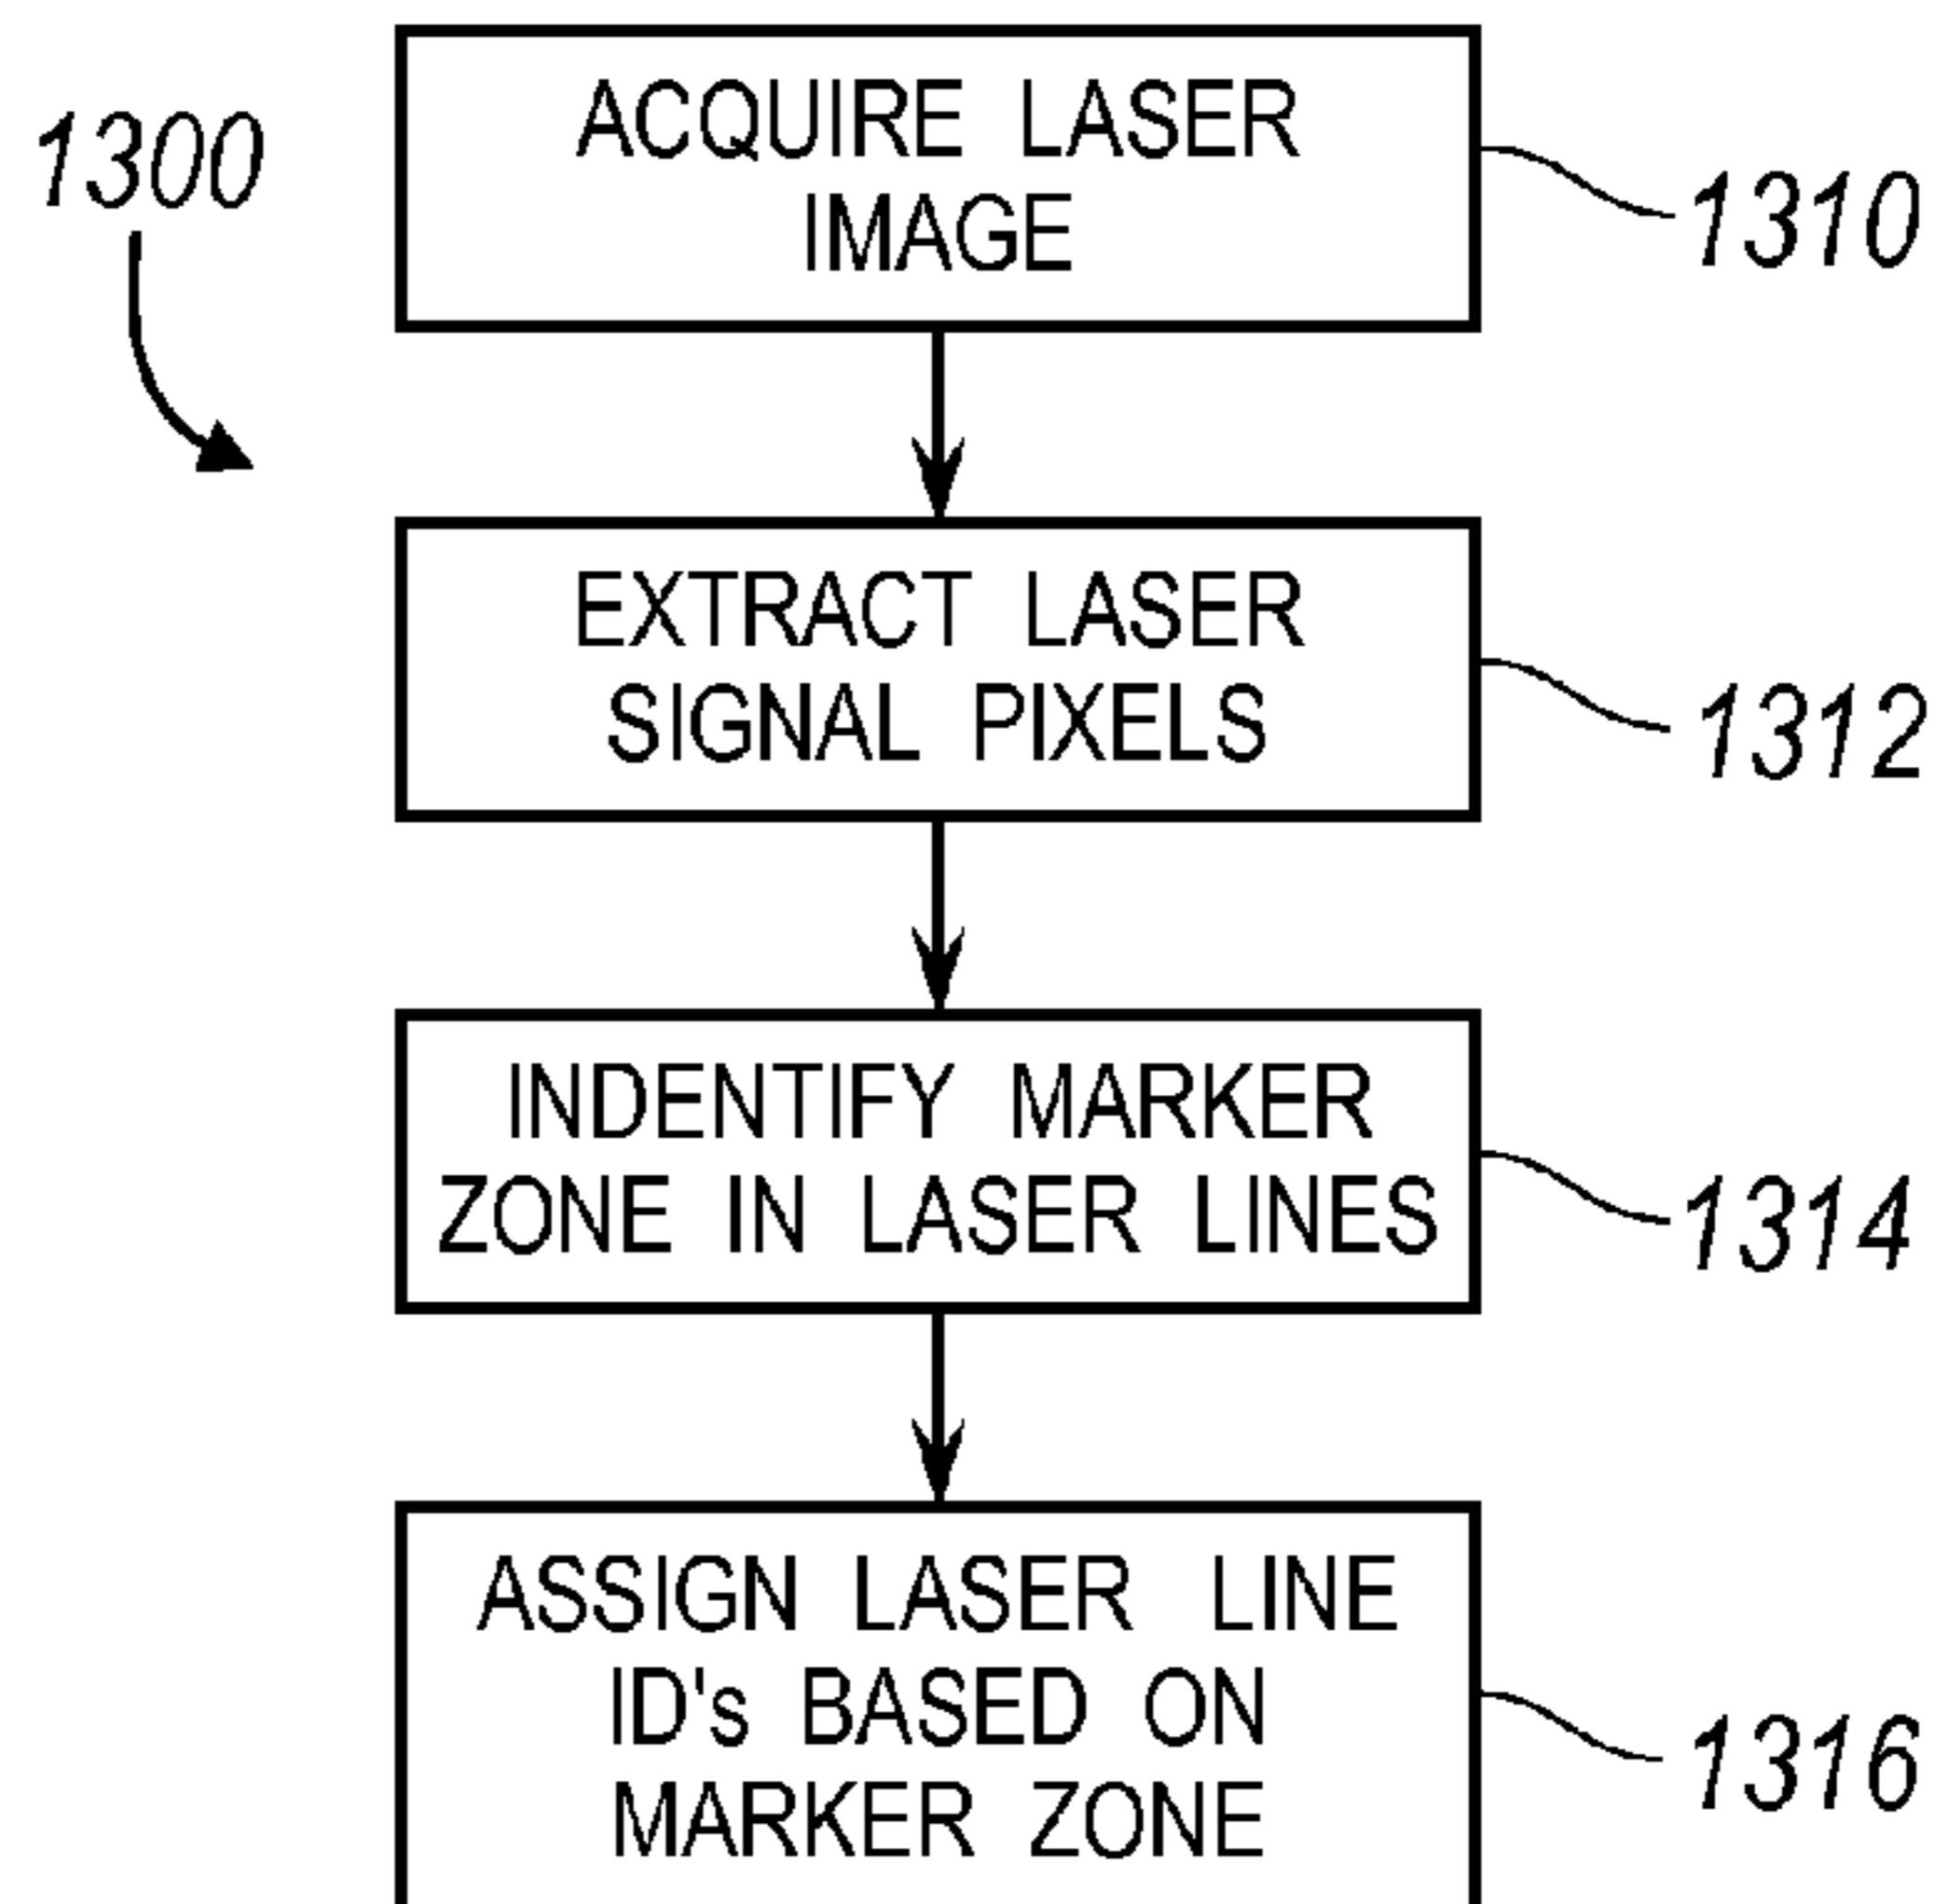 1300
ACQUIRE LASER
IMAGE
1310
EXTRACT LASER
SIGNAL PIXELS
1312
INDENTIFY MARKER
ZONE IN LASER LINES
1314
ASSIGN LASER LINE
ID's BASED ON
MARKER ZONE
1316